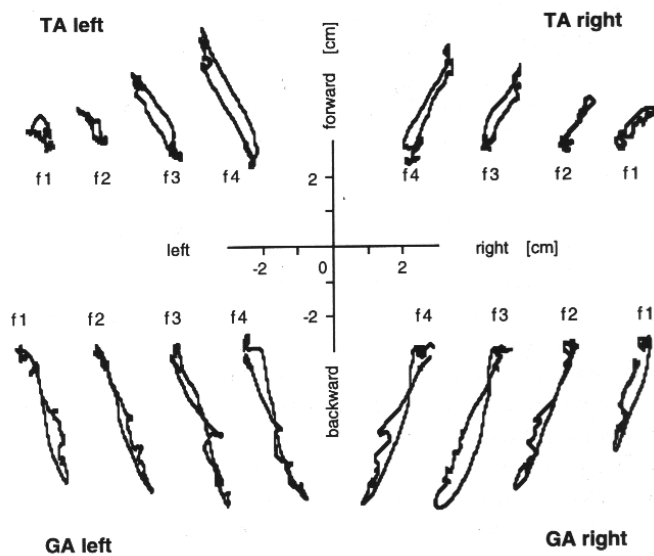 TA left
[cm]
TA right
forward
f1
f2
f3
f4
f4
f3
f2
f1
2
left
right [cm]
-2
0
2
-2
f1
f2
f3
f4
f4
f3
f2
f1
backward
GA left
GA right